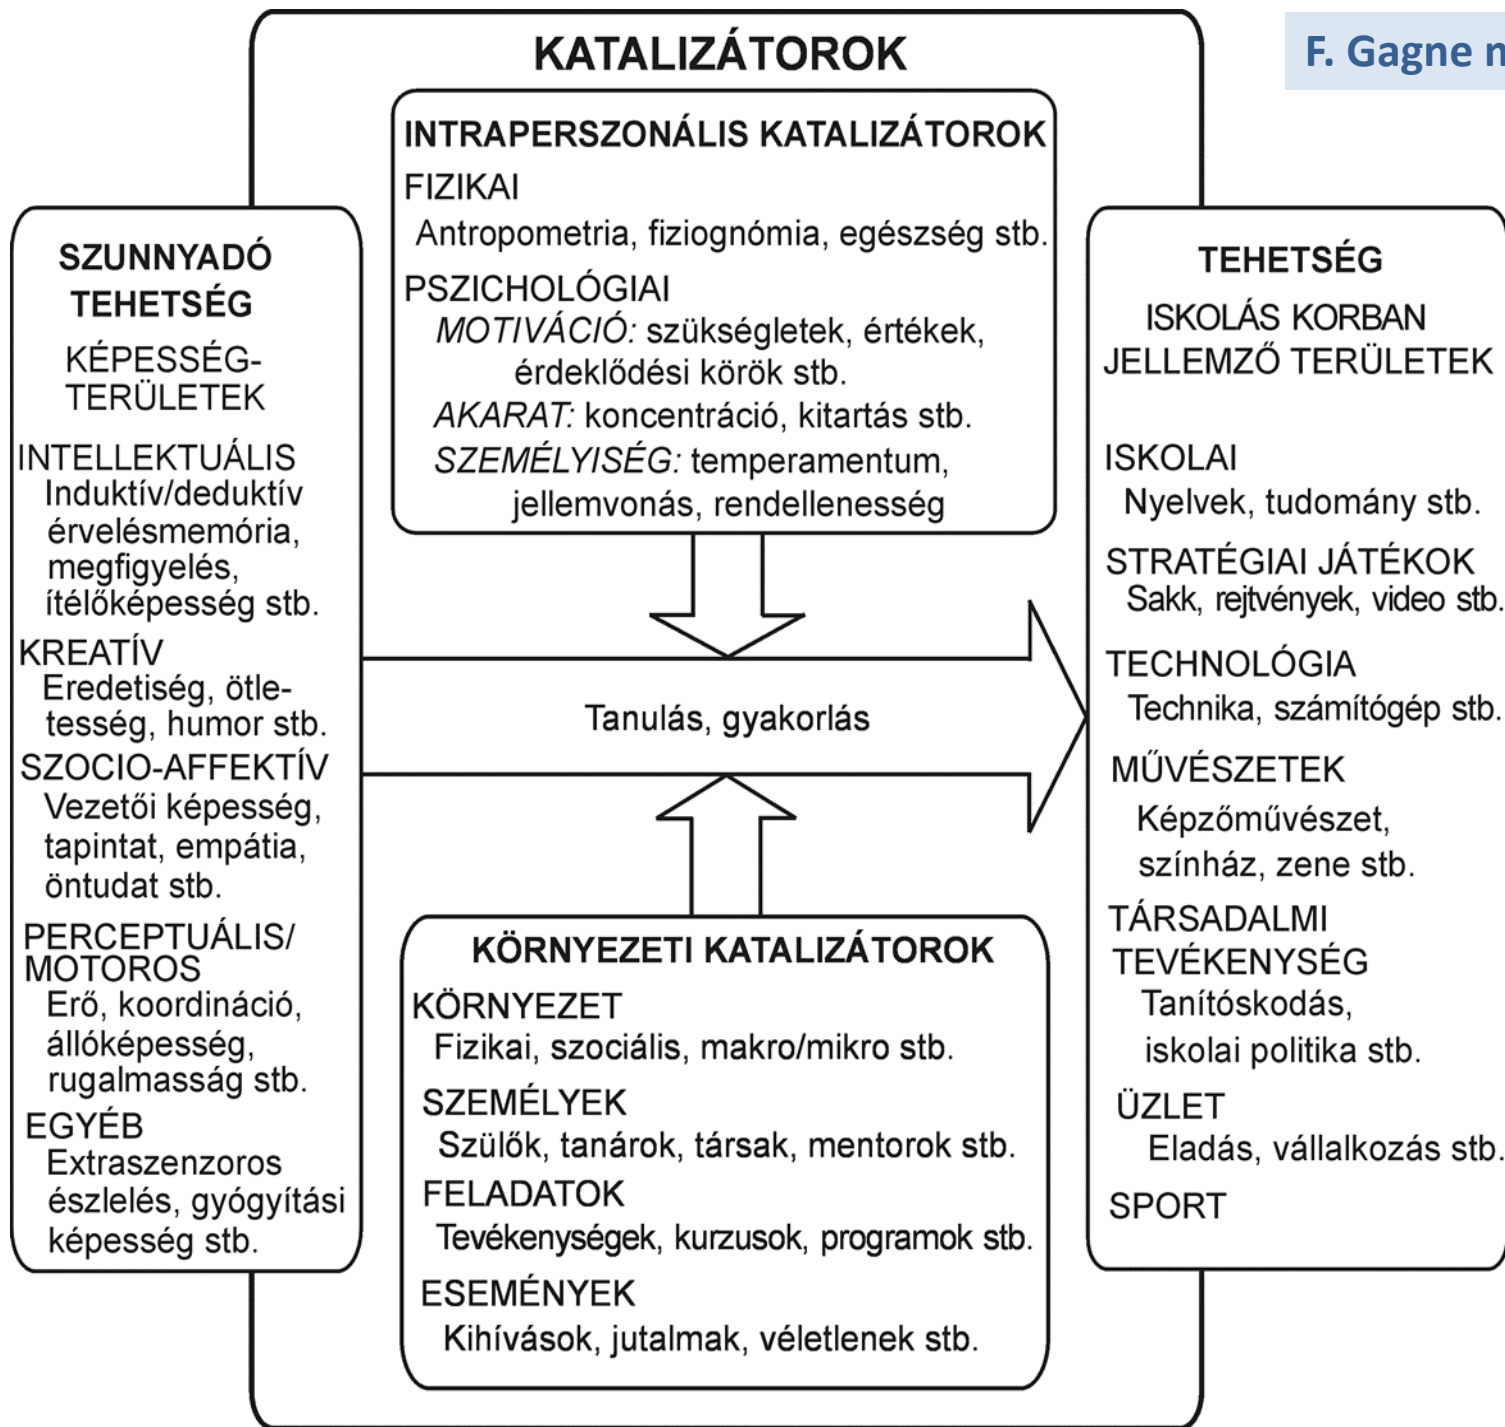 F. Gagne
KATALIZÁTOROK
INTRAPERSZONÁLIS KATALIZÁTOROK
FIZIKAI
Antropometria, fiziognómia, egészség stb.
PSZICHOLÓGIAI
MOTIVÁCIÓ: szükségletek, értékek,
érdeklődési körök stb.
AKARAT: koncentráció, kitartás stb.
SZEMÉLYISÉG: temperamentum,
jellemvonás, rendellenesség
SZUNNYADÓ
TEHETSÉG
KÉPESSÉG-
TERÜLETEK
INTELLEKTUÁLIS
Induktív/deduktív
érvelésmemória,
megfigyelés,
ítélőképesség stb.
KREATÍV
Eredetiség, ötle-
tesség, humor stb.
SZOCIO-AFFEKTÍV
Vezetői képesség,
tapintat, empátia,
öntudat stb.
PERCEPTUÁLIS/
MOTOROS
Erő, koordináció,
állóképesség,
rugalmasság stb.
EGYÉB
Extraszenzoros
észlelés, gyógyítási
képesség stb.
Tanulás, gyakorlás
KÖRNYEZETI KATALIZÁTOROK
KÖRNYEZET
Fizikai, szociális, makro/mikro stb.
SZEMÉLYEK
Szülők, tanárok, társak, mentorok stb.
FELADATOK
Tevékenységek, kurzusok, programok stb.
ESEMÉNYEK
Kihívások, jutalmak, véletlenek stb.
TEHETSÉG
ISKOLÁS KORBAN
JELLEMZŐ TERÜLETEK
ISKOLAI
Nyelvek, tudomány stb.
STRATÉGIAI JÁTÉKOK
Sakk, rejtvények, video stb.
TECHNOLÓGIA
Technika, számítógép stb.
MŰVÉSZETEK
Képzőművészet,
színház, zene stb.
TÁRSADALMI
TEVÉKENYSÉG
Tanítóskodás,
iskolai politika stb.
ÜZLET
Eladás, vállalkozás stb.
SPORT